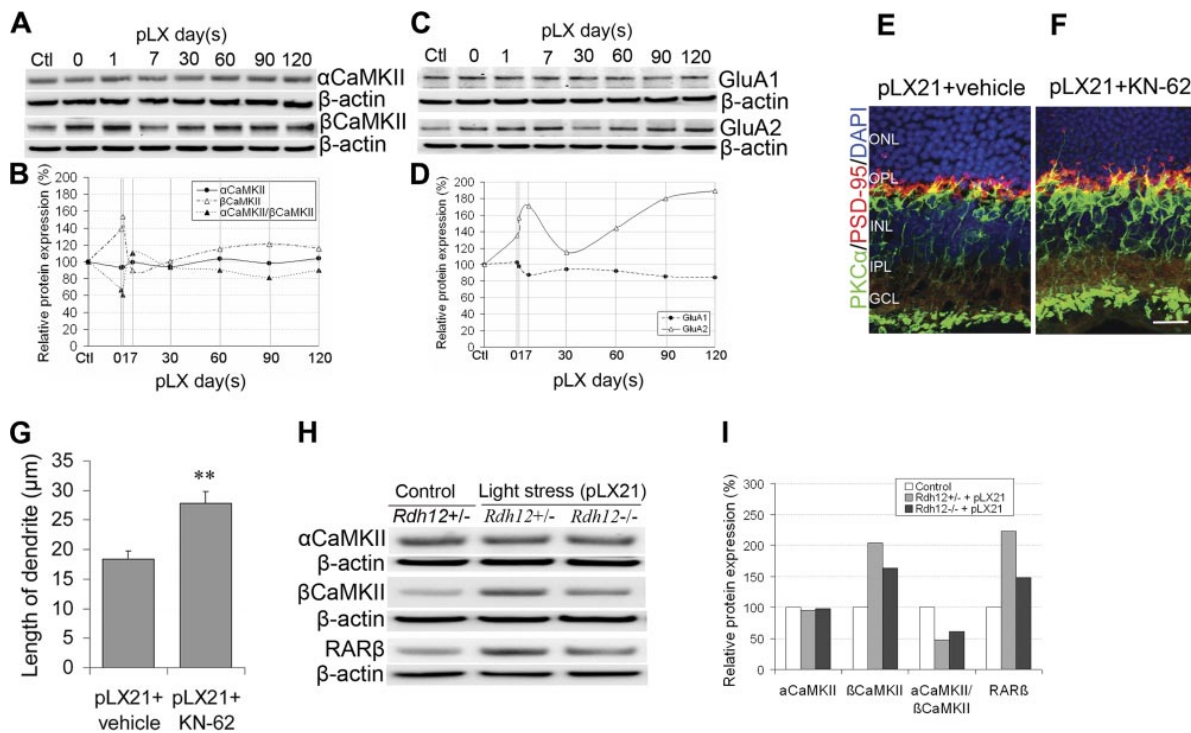 A
pLX day(s)
Ctl 0 1 7 30 60 90 120
αCaMKII
β-actin
βCaMKII
β-actin
B
Relative protein expression (%)
200
180
160
140
120
100
80
60
40
20
0
αCaMKII
βCaMKII
αCaMKII/βCaMKII
Ctl 017 30 60 90 120
pLX day(s)
C
pLX day(s)
Ctl 0 1 7 30 60 90 120
GluA1
β-actin
GluA2
β-actin
D
Relative protein expression (%)
200
180
160
140
120
100
80
60
40
20
0
GluA1
GluA2
Ctl 017 30 60 90 120
pLX day(s)
E
pLX21+vehicle
PKCα/PSD-95/DAPI
ONL
OPL
INL
IPL
GCL
F
pLX21+KN-62
G
Length of dendrite (μm)
35
30
25
20
15
10
5
0
**
pLX21+ pLX21+
vehicle KN-62
H
Control Light stress (pLX21)
Rdh12+/- Rdh12+/- Rdh12-/-
αCaMKII
β-actin
βCaMKII
β-actin
RARβ
β-actin
I
Relative protein expression (%)
300
250
200
150
100
50
0
Control
Rdh12+/- + pLX21
Rdh12-/- + pLX21
aCaMKII ßCaMKII aCaMKII/ RARß
ßCaMKII